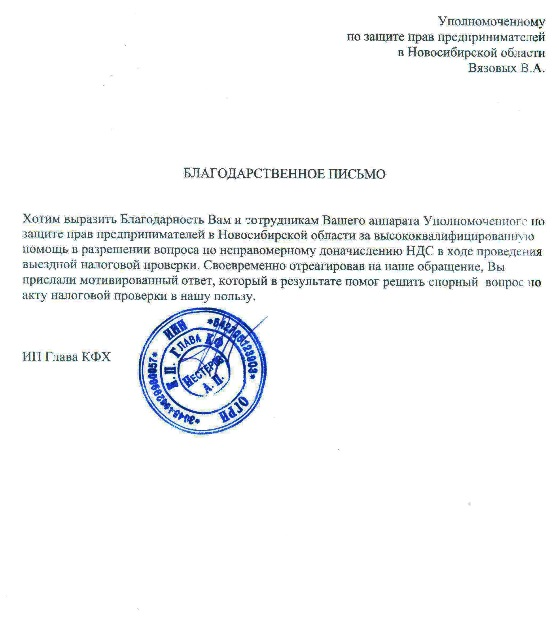 Уполномоченному
по защите прав предпринимателей
в Новосибирской области
Вязовых В.А.
БЛАГОДАРСТВЕННОЕ ПИСЬМО
Хотим выразить Благодарность Вам и сотрудникам Вашего аппарата Уполномоченного по
защите прав предпринимателей в Новосибирской области за высококвалифицированную
помощь в разрешении вопроса по неправомерному доначислению НДС в ходе проведения
выездной налоговой проверки. Своевременно отреагировав на наше обращение, Вы
прислали мотивированный ответ, который в результате помог решить спорный вопрос по
акту налоговой проверки в нашу пользу.
ИП Глава КФХ
ИНН
ОГРН
И.П. Глава КФ
Нестеров
А. П.